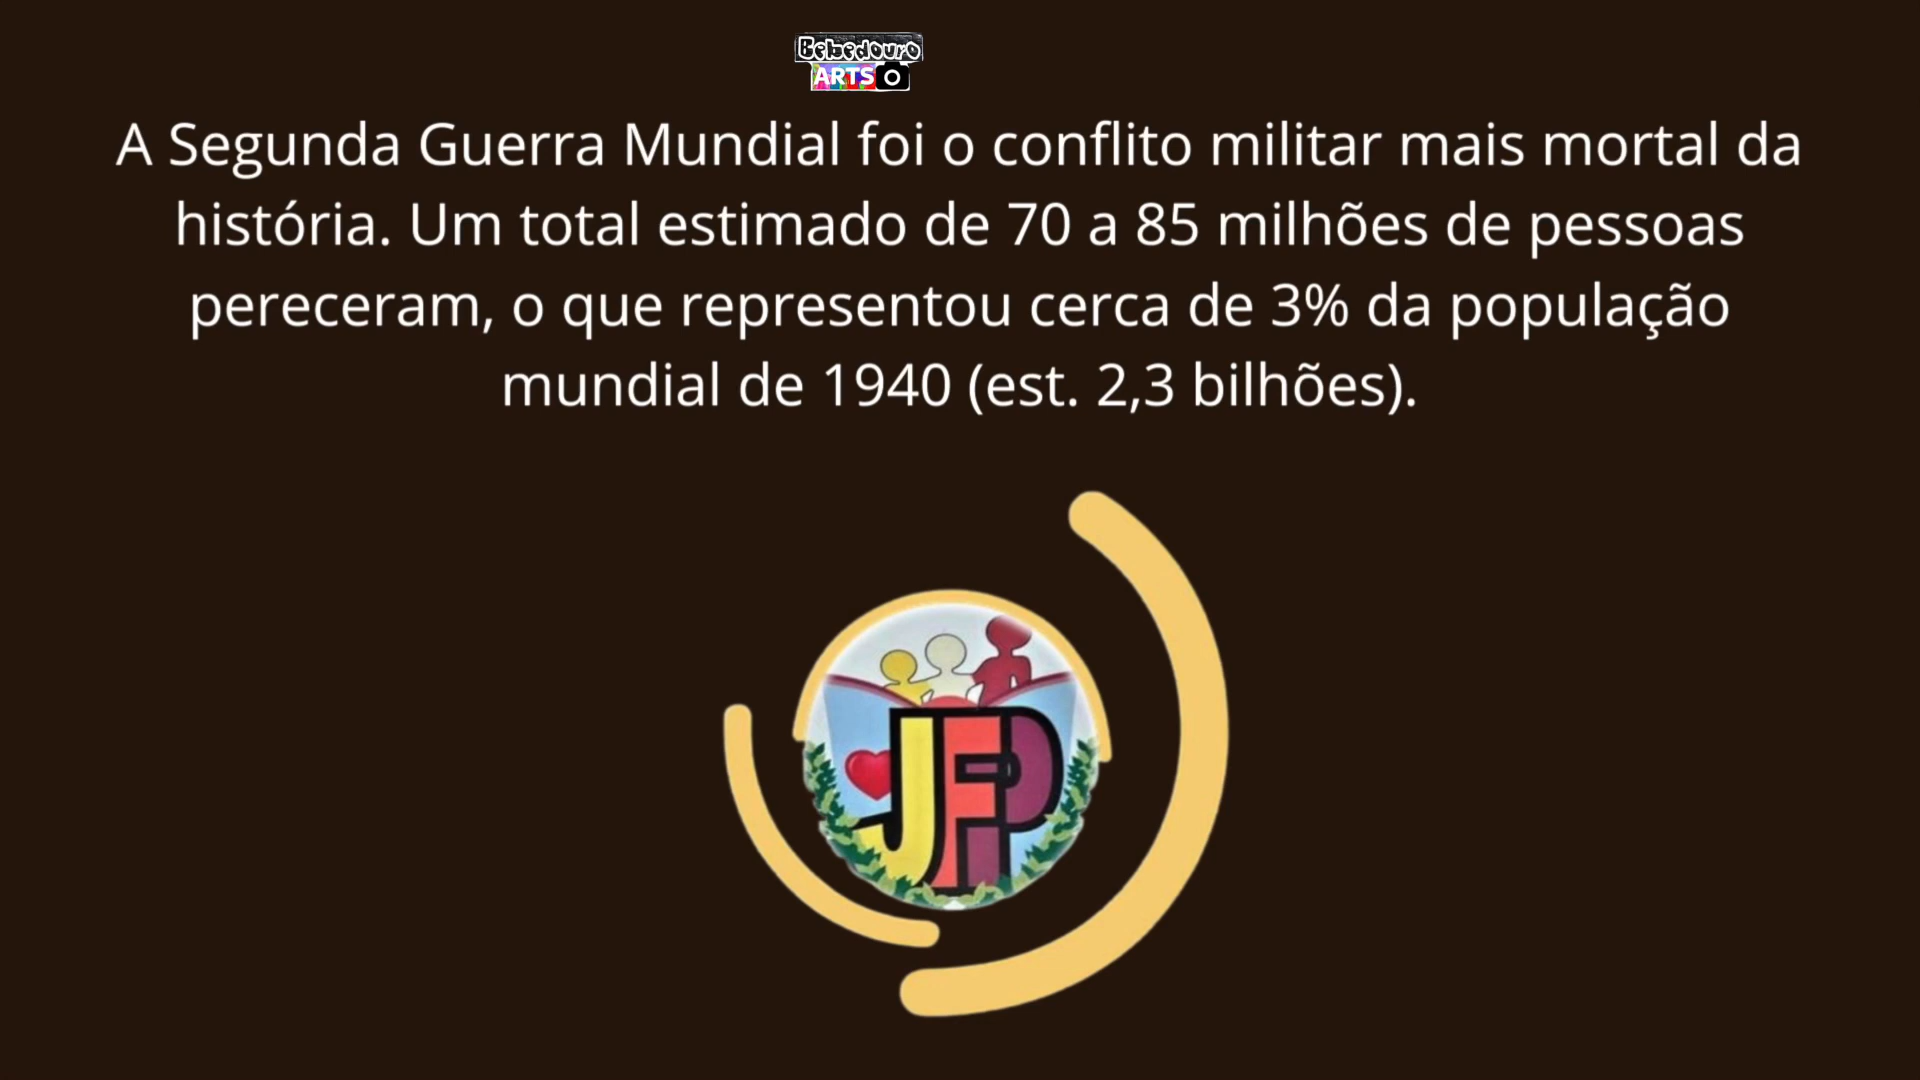 Bebedouro
ARTS
A Segunda Guerra Mundial foi o conflito militar mais mortal da
história. Um total estimado de 70 a 85 milhões de pessoas
pereceram, o que representou cerca de 3% da população
mundial de 1940 (est. 2,3 bilhões).
JFP